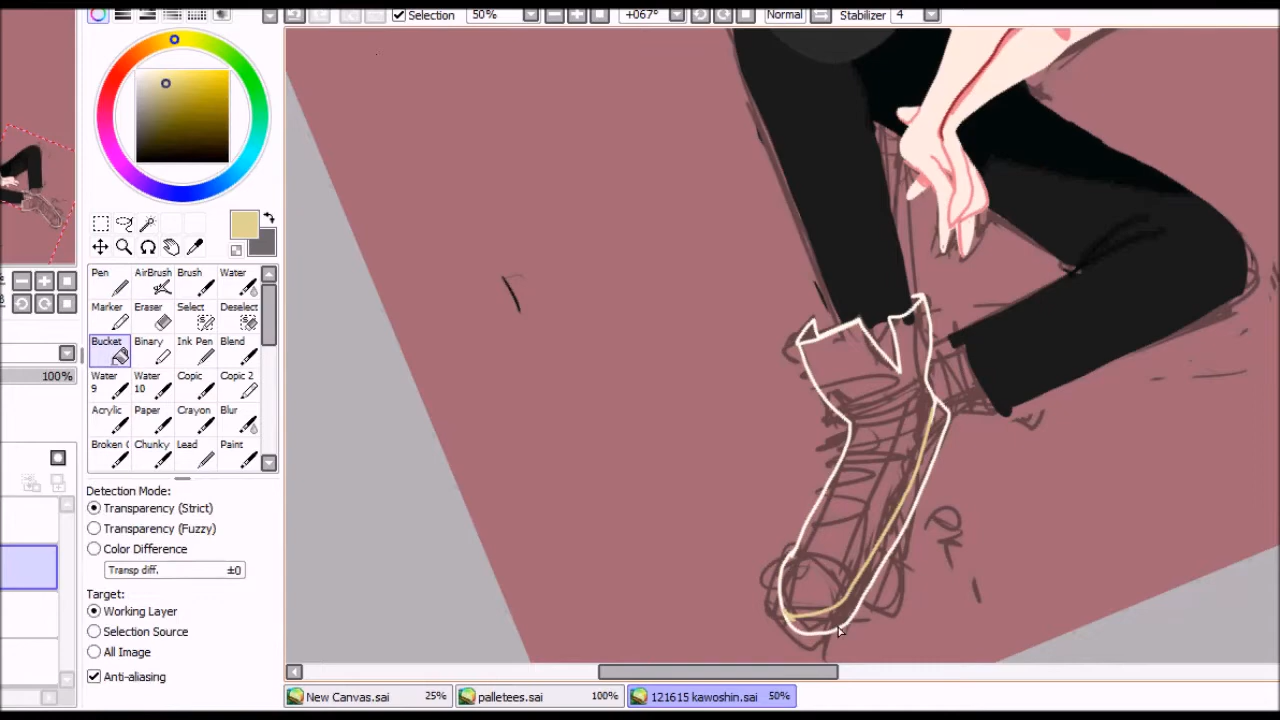 Selection 50% +067° Normal Stabilizer 4
Pen AirBrush Brush Water
Marker Eraser Select Deselect
Bucket Binary Ink Pen Blend
Water 9 Water 10 Copic Copic 2
Acrylic Paper Crayon Blur
Broken Chunky Lead Paint
100%
Detection Mode:
Transparency (Strict)
Transparency (Fuzzy)
Color Difference
Transp diff. ±0
Target:
Working Layer
Selection Source
All Image
Anti-aliasing
New Canvas.sai 25% palletees.sai 100% 121615 kawoshin.sai 50%